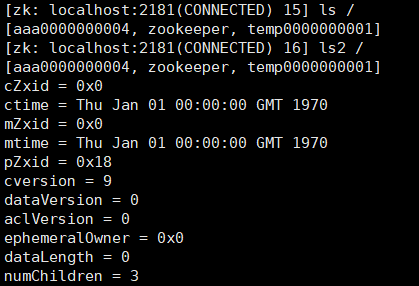 [zk: localhost:2181(CONNECTED) 15] ls /
[aaa0000000004, zookeeper, temp0000000001]
[zk: localhost:2181(CONNECTED) 16] ls2 /
[aaa0000000004, zookeeper, temp0000000001]
cZxid = 0x0
ctime = Thu Jan 01 00:00:00 GMT 1970
mZxid = 0x0
mtime = Thu Jan 01 00:00:00 GMT 1970
pZxid = 0x18
cversion = 9
dataVersion = 0
aclVersion = 0
ephemeralOwner = 0x0
dataLength = 0
numChildren = 3